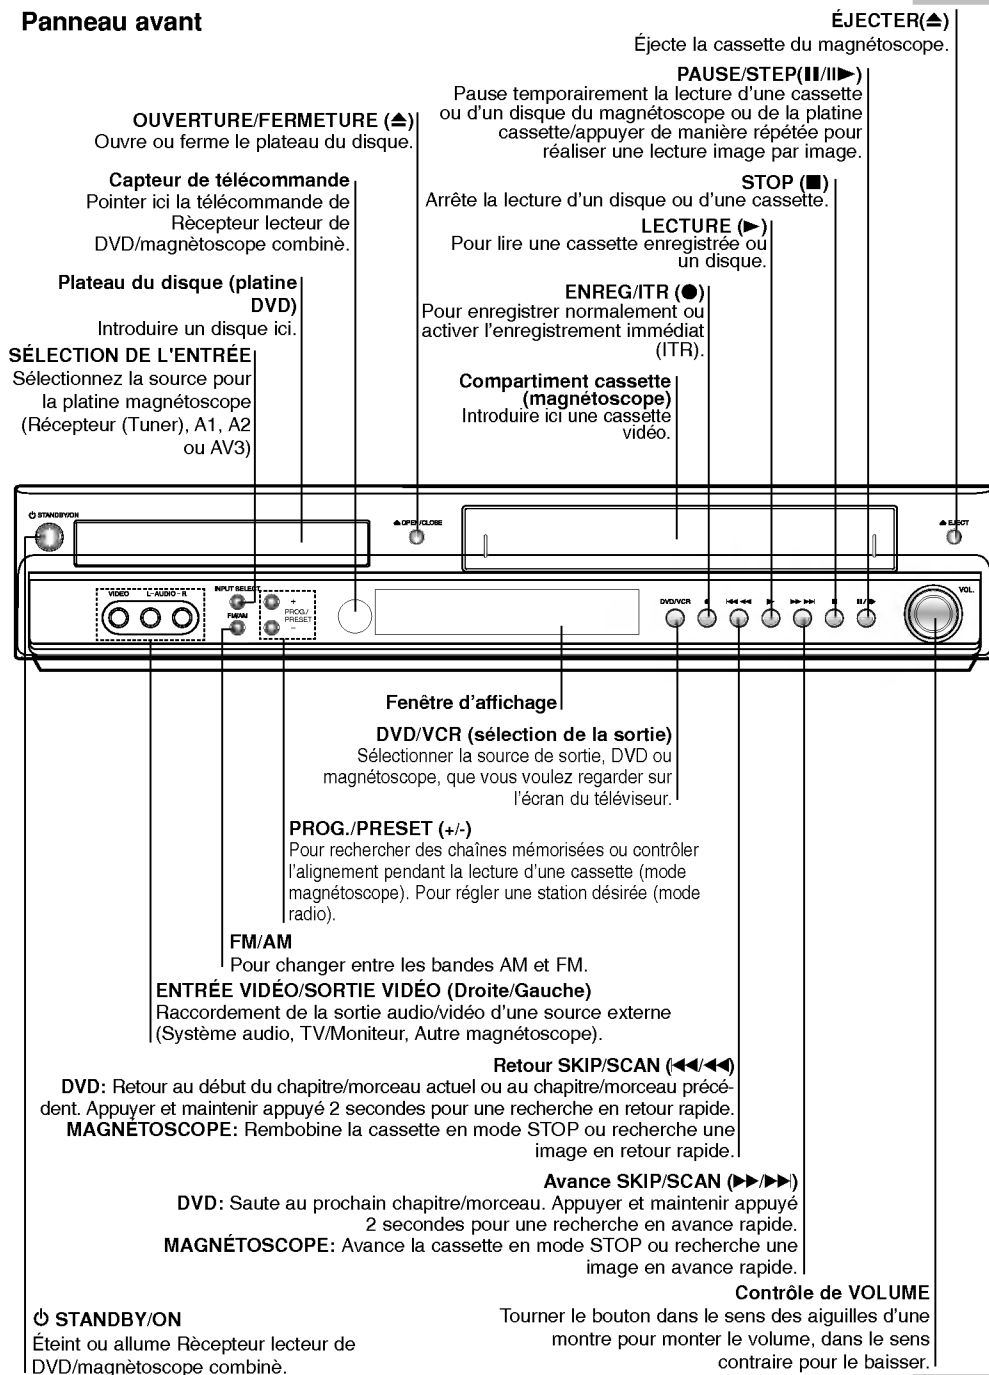 Panneau avant
ÉJECTER(⏏)
Éjecte la cassette du magnétoscope.
PAUSE/STEP(II/II►)
Pause temporairement la lecture d'une cassette
ou d'un disque du magnétoscope ou de la platine
cassette/appuyer de manière répétée pour
réaliser une lecture image par image.
OUVERTURE/FERMETURE (⏏)
Ouvre ou ferme le plateau du disque.
Capteur de télécommande
Pointer ici la télécommande de
Rècepteur lecteur de
DVD/magnètoscope combinè.
STOP (■)
Arrête la lecture d'un disque ou d'une cassette.
LECTURE (►)
Pour lire une cassette enregistrée ou
un disque.
Plateau du disque (platine
DVD)
Introduire un disque ici.
ENREG/ITR (●)
Pour enregistrer normalement ou
activer l'enregistrement immédiat
(ITR).
SÉLECTION DE L'ENTRÉE
Sélectionnez la source pour
la platine magnétoscope
(Récepteur (Tuner), A1, A2
ou AV3)
Compartiment cassette
(magnétoscope)
Introduire ici une cassette
vidéo.
⏻ STANDBY/ON
⏏ OPEN/CLOSE
⏏ EJECT
VIDEO L-AUDIO-R
INPUT SELECT
FM/AM
+
PROG./
PRESET
–
DVD/VCR ● I◄◄ ◄◄ ► ►► ►►I ■ II/II►
VOL.
Fenêtre d'affichage
DVD/VCR (sélection de la sortie)
Sélectionner la source de sortie, DVD ou
magnétoscope, que vous voulez regarder sur
l'écran du téléviseur.
PROG./PRESET (+/-)
Pour rechercher des chaînes mémorisées ou contrôler
l'alignement pendant la lecture d'une cassette (mode
magnétoscope). Pour régler une station désirée (mode
radio).
FM/AM
Pour changer entre les bandes AM et FM.
ENTRÉE VIDÉO/SORTIE VIDÉO (Droite/Gauche)
Raccordement de la sortie audio/vidéo d'une source externe
(Système audio, TV/Moniteur, Autre magnétoscope).
Retour SKIP/SCAN (I◄◄/◄◄)
DVD: Retour au début du chapitre/morceau actuel ou au chapitre/morceau précé-
dent. Appuyer et maintenir appuyé 2 secondes pour une recherche en retour rapide.
MAGNÉTOSCOPE: Rembobine la cassette en mode STOP ou recherche une
image en retour rapide.
Avance SKIP/SCAN (►►/►►I)
DVD: Saute au prochain chapitre/morceau. Appuyer et maintenir appuyé
2 secondes pour une recherche en avance rapide.
MAGNÉTOSCOPE: Avance la cassette en mode STOP ou recherche une
image en avance rapide.
Contrôle de VOLUME
Tourner le bouton dans le sens des aiguilles d'une
montre pour monter le volume, dans le sens
contraire pour le baisser.
⏻ STANDBY/ON
Éteint ou allume Rècepteur lecteur de
DVD/magnètoscope combinè.